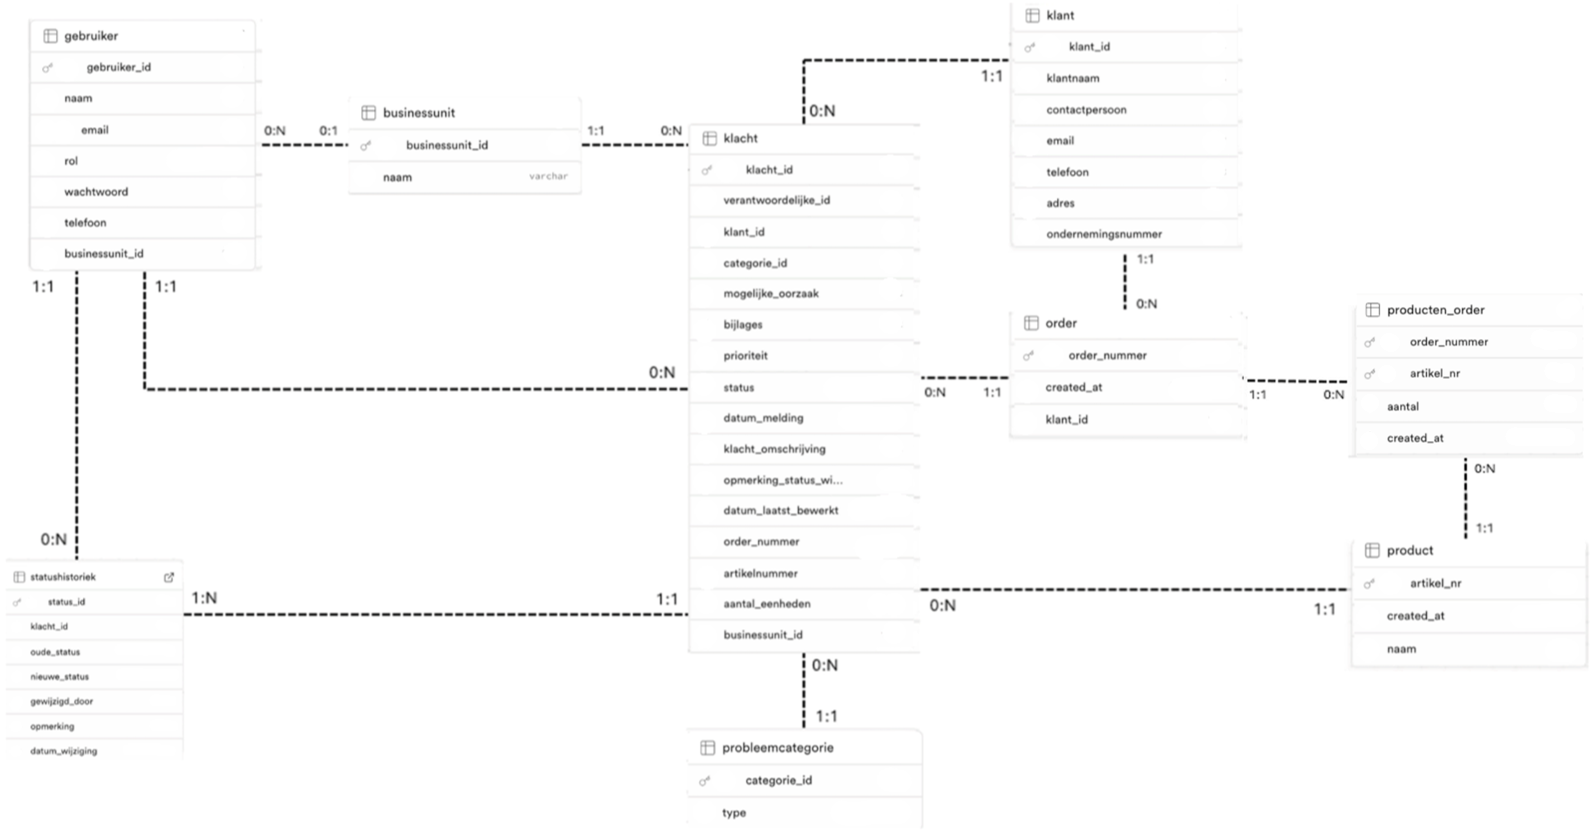 gebruiker
gebruiker_id
naam
email
rol
wachtwoord
telefoon
businessunit_id
0:N
0:1
businessunit
businessunit_id
naam varchar
1:1
0:N
klacht
klacht_id
verantwoordelijke_id
klant_id
categorie_id
mogelijke_oorzaak
bijlages
prioriteit
status
datum_melding
klacht_omschrijving
opmerking_status_wi...
datum_laatst_bewerkt
order_nummer
artikelnummer
aantal_eenheden
businessunit_id
0:N
1:1
klant
klant_id
klantnaam
contactpersoon
email
telefoon
adres
ondernemingsnummer
1:1
0:N
order
order_nummer
created_at
klant_id
0:N
1:1
1:1
0:N
producten_order
order_nummer
artikel_nr
aantal
created_at
0:N
1:1
product
artikel_nr
created_at
naam
0:N
1:1
1:1
1:1
0:N
0:N
statushistoriek
status_id
klacht_id
oude_status
nieuwe_status
gewijzigd_door
opmerking
datum_wijziging
1:N
1:1
0:N
1:1
probleemcategorie
categorie_id
type